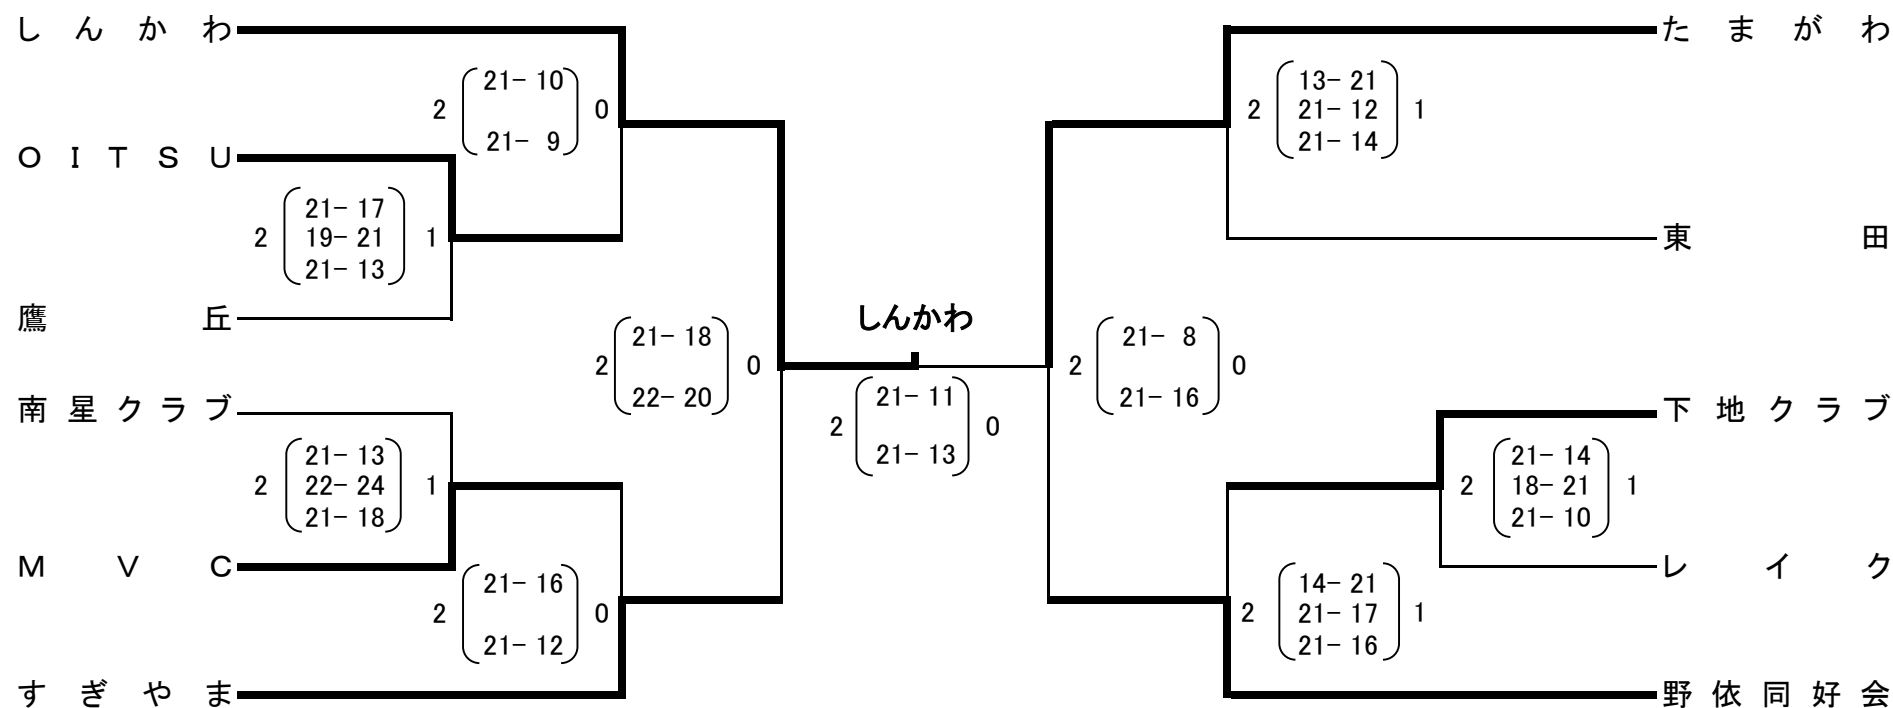 しんかわ
2 21－10 0
21－9
ＯＩＴＳＵ
2 21－17 1
19－21
21－13
鷹丘
2 21－18 0
22－20
南星クラブ
2 21－13 1
22－24
21－18
ＭＶＣ
2 21－16 0
21－12
すぎやま
しんかわ
2 21－11 0
21－13
たまがわ
2 13－21 1
21－12
21－14
東田
2 21－8 0
21－16
下地クラブ
2 21－14 1
18－21
21－10
レイク
2 14－21 1
21－17
21－16
野依同好会